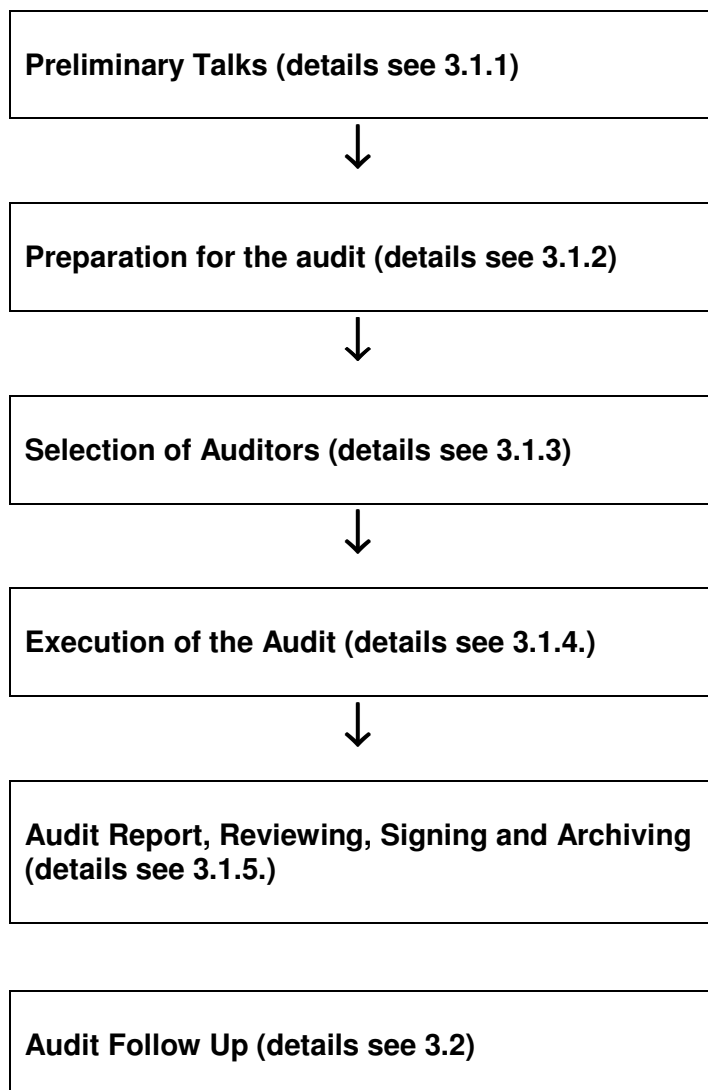 Preliminary Talks (details see 3.1.1)
Preparation for the audit (details see 3.1.2)
Selection of Auditors (details see 3.1.3)
Execution of the Audit (details see 3.1.4.)
Audit Report, Reviewing, Signing and Archiving
(details see 3.1.5.)
Audit Follow Up (details see 3.2)